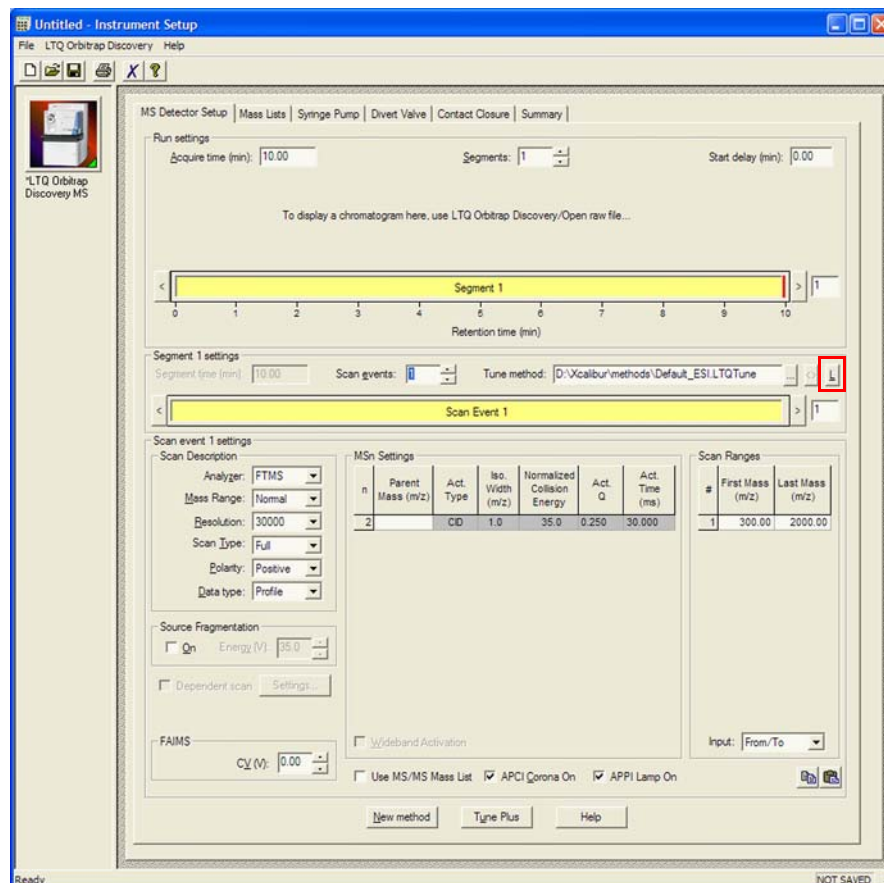 Untitled - Instrument Setup
File LTQ Orbitrap Discovery Help
*LTQ Orbitrap
Discovery MS
MS Detector Setup Mass Lists Syringe Pump Divert Valve Contact Closure Summary
Run settings
Acquire time (min): 10.00 Segments: 1 Start delay (min): 0.00
To display a chromatogram here, use LTQ Orbitrap Discovery/Open raw file...
< Segment 1 > 1
0 1 2 3 4 5 6 7 8 9 10
Retention time (min)
Segment 1 settings
Segment time (min) 10.00 Scan events: 1 Tune method: D:\Xcalibur\methods\Default_ESI.LTQTune ... L
< Scan Event 1 > 1
Scan event 1 settings
Scan Description
Analyzer: FTMS
Mass Range: Normal
Resolution: 30000
Scan Type: Full
Polarity: Positive
Data type: Profile
Source Fragmentation
On Energy (V): 35.0
Dependent scan Settings...
FAIMS
CV (V): 0.00
MSn Settings
n Parent Mass (m/z) Act. Type Iso. Width (m/z) Normalized Collision Energy Act. Q Act. Time (ms)
2 CID 1.0 35.0 0.250 30.000
Wideband Activation
Scan Ranges
# First Mass (m/z) Last Mass (m/z)
1 300.00 2000.00
Input: From/To
Use MS/MS Mass List APCI Corona On APPI Lamp On
New method Tune Plus Help
Ready NOT SAVED